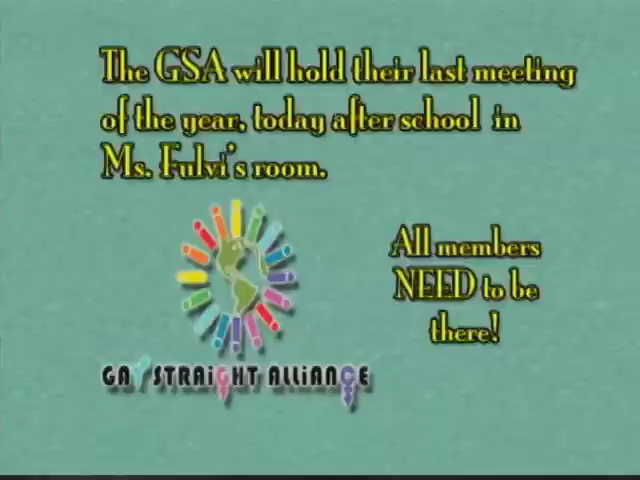 The GSA will hold their last meeting
of the year, today after school in
Ms. Fulvi's room.
All members
NEED to be
there!
GAY STRAiGHT ALLiANCE